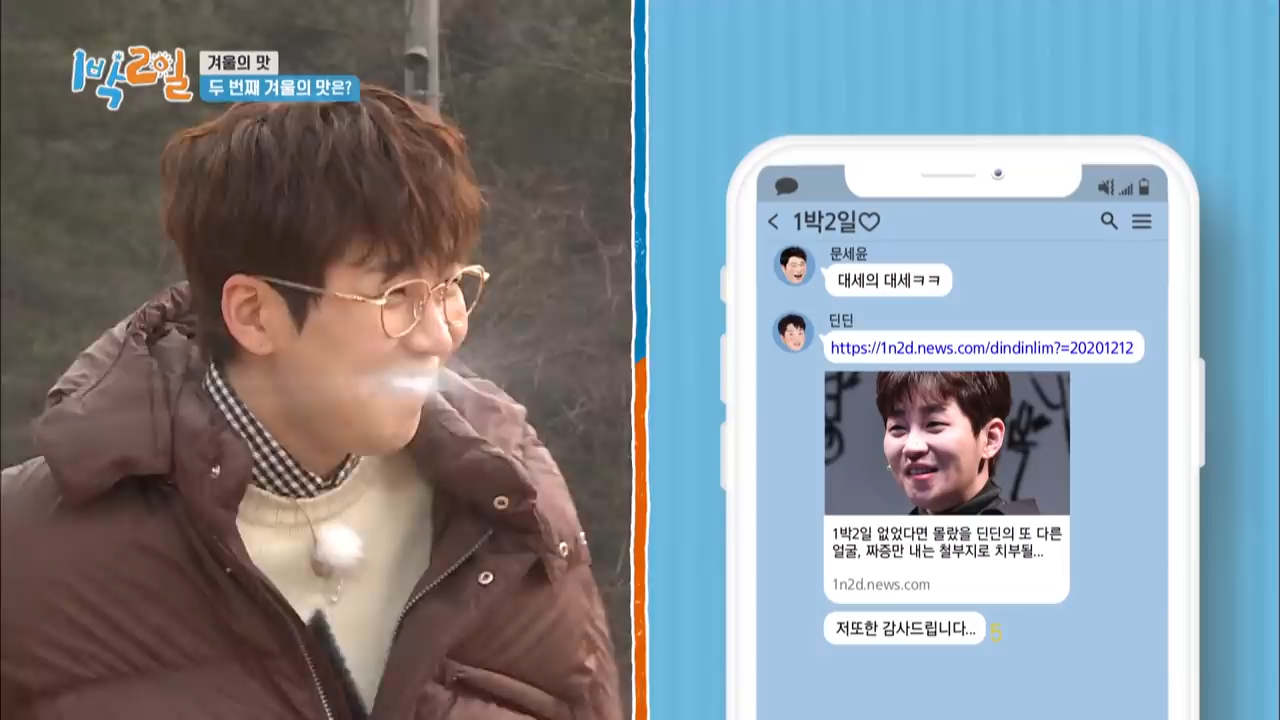 1박2일
겨울의 맛
두 번째 겨울의 맛은?
1박2일♡
문세윤
대세의 대세ㅋㅋ
딘딘
https://1n2d.news.com/dindinlim?=20201212
1박2일 없었다면 몰랐을 딘딘의 또 다른
얼굴, 짜증만 내는 철부지로 치부될...
1n2d.news.com
저또한 감사드립니다...
5